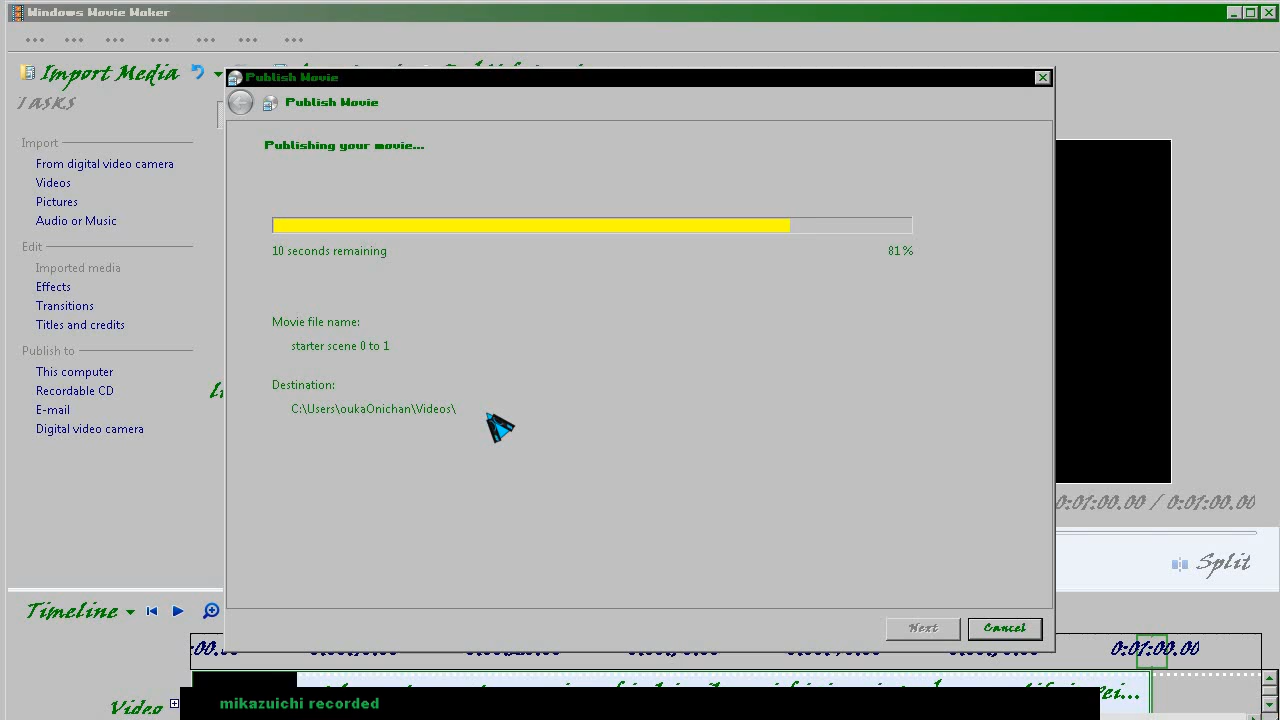 Windows Movie Maker
Import Media
Publish Movie
Publish Movie
Tasks
Publishing your movie...
Import
From digital video camera
Videos
Pictures
Audio or Music
10 seconds remaining
81%
Edit
Imported media
Effects
Transitions
Titles and credits
Movie file name:
starter scene 0 to 1
Publish to
This computer
Recordable CD
E-mail
Digital video camera
Destination:
C:\Users\oukaOnichan\Videos\
0:01:00.00 / 0:01:00.00
Split
Timeline
Next
Cancel
0:01:00.00
Video
mikazuichi recorded